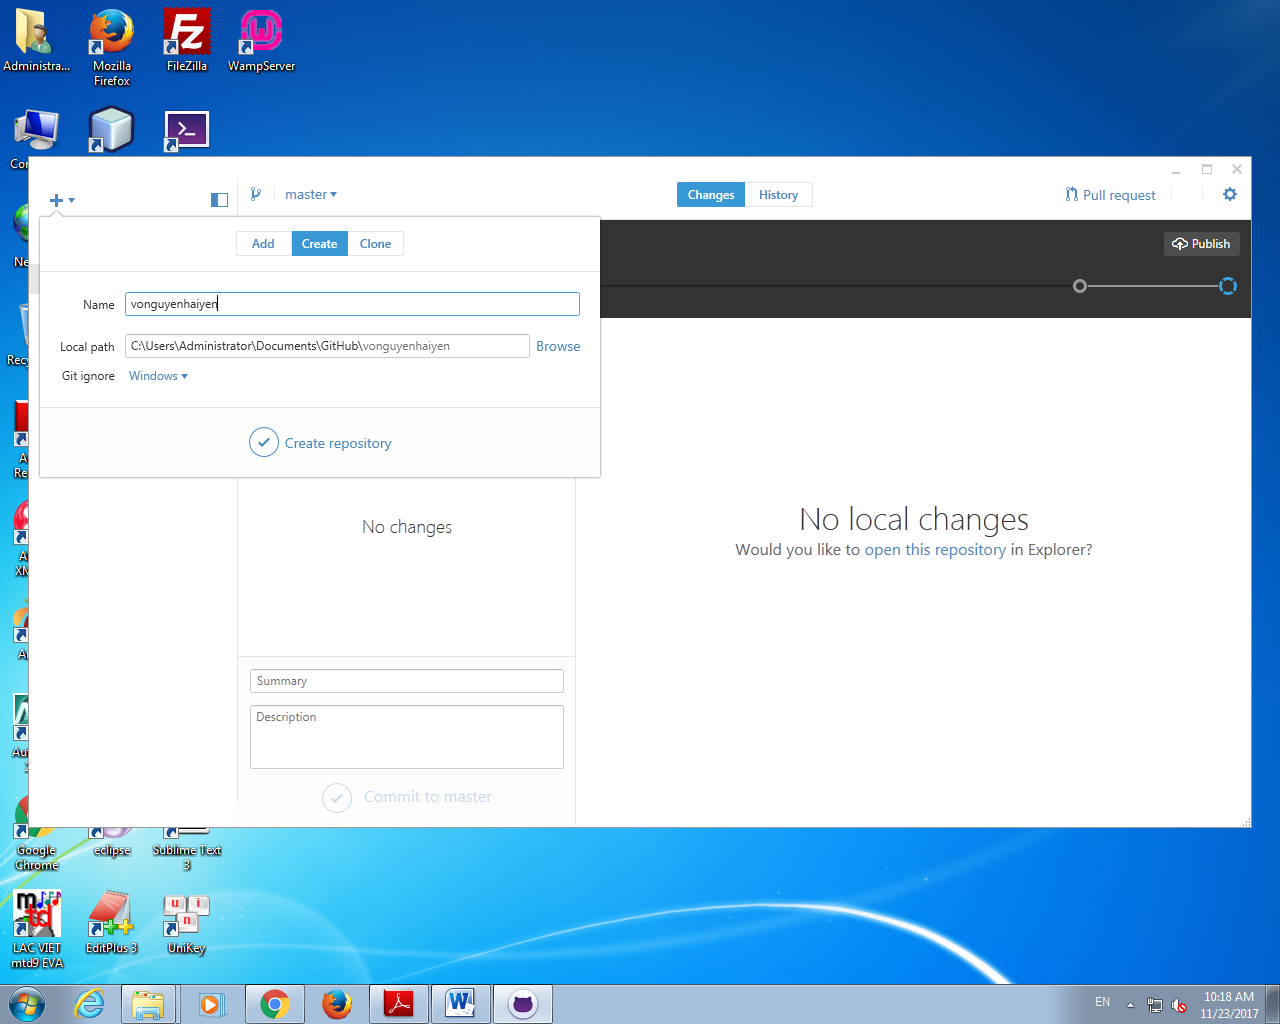 Administra...
Mozilla
Firefox
FileZilla
WampServer
master
Changes
History
Pull request
Add
Create
Clone
Publish
Name
vonguyenhaiyen
Local path
C:\Users\Administrator\Documents\GitHub\vonguyenhaiyen
Browse
Git ignore
Windows
Create repository
No changes
No local changes
Would you like to open this repository in Explorer?
Summary
Description
Commit to master
Google
Chrome
eclipse
Sublime Text
3
LAC VIET
mtd9 EVA
EditPlus 3
UniKey
EN
10:18 AM
11/23/2017